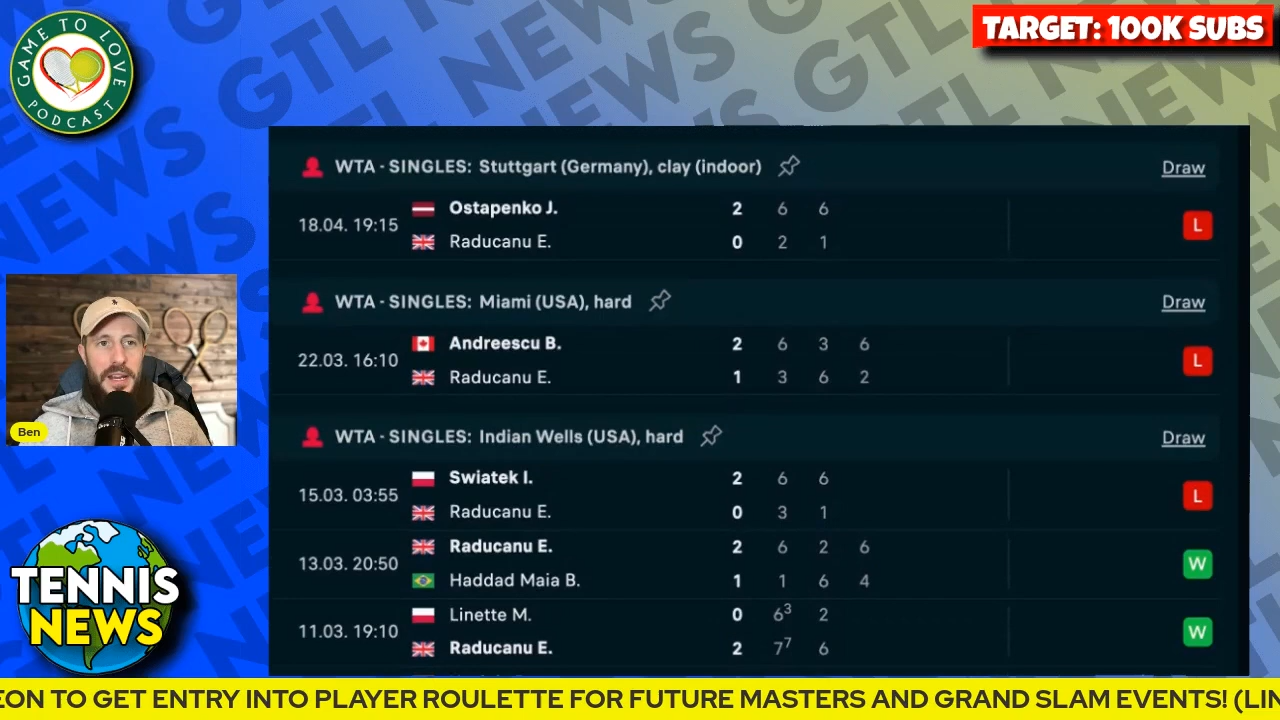 GAME TO LOVE
PODCAST
GTL NEWS
TARGET: 100K SUBS
WTA - SINGLES: Stuttgart (Germany), clay (indoor)
Draw
18.04. 19:15
Ostapenko J. 2 6 6
Raducanu E. 0 2 1
L
WTA - SINGLES: Miami (USA), hard
Draw
22.03. 16:10
Andreescu B. 2 6 3 6
Raducanu E. 1 3 6 2
L
WTA - SINGLES: Indian Wells (USA), hard
Draw
15.03. 03:55
Swiatek I. 2 6 6
Raducanu E. 0 3 1
L
13.03. 20:50
Raducanu E. 2 6 2 6
Haddad Maia B. 1 1 6 4
W
11.03. 19:10
Linette M. 0 6³ 2
Raducanu E. 2 7⁷ 6
W
Ben
TENNIS
NEWS
EON TO GET ENTRY INTO PLAYER ROULETTE FOR FUTURE MASTERS AND GRAND SLAM EVENTS! (LIN